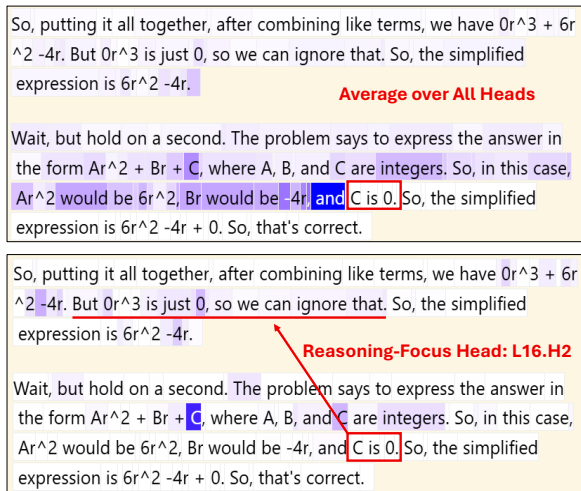 So, putting it all together, after combining like terms, we have 0r^3 + 6r
^2 -4r. But 0r^3 is just 0, so we can ignore that. So, the simplified
expression is 6r^2 -4r.
Average over All Heads
Wait, but hold on a second. The problem says to express the answer in
the form Ar^2 + Br + C, where A, B, and C are integers. So, in this case,
Ar^2 would be 6r^2, Br would be -4r, and C is 0. So, the simplified
expression is 6r^2 -4r + 0. So, that's correct.
So, putting it all together, after combining like terms, we have 0r^3 + 6r
^2 -4r. But 0r^3 is just 0, so we can ignore that. So, the simplified
expression is 6r^2 -4r.
Reasoning-Focus Head: L16.H2
Wait, but hold on a second. The problem says to express the answer in
the form Ar^2 + Br + C, where A, B, and C are integers. So, in this case,
Ar^2 would be 6r^2, Br would be -4r, and C is 0. So, the simplified
expression is 6r^2 -4r + 0. So, that's correct.